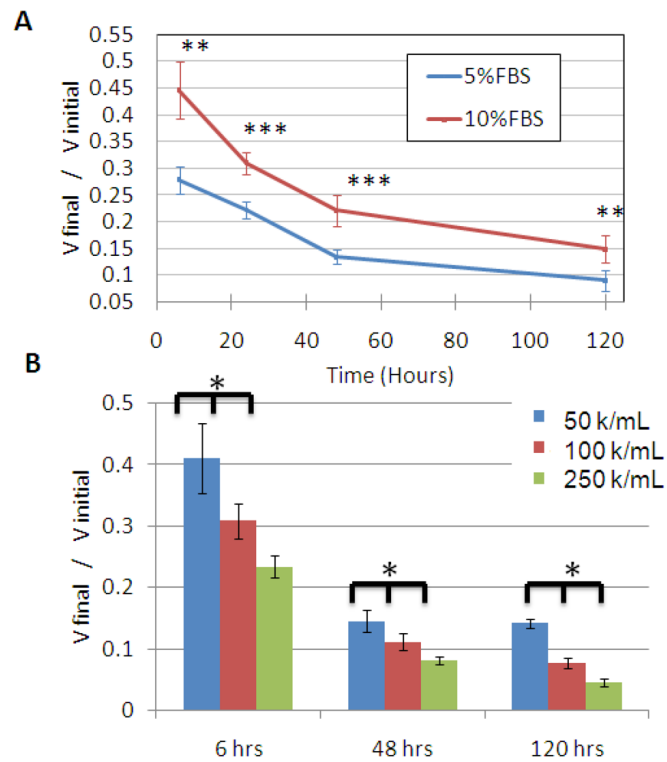 A
0.55
0.5
0.45
0.4
0.35
0.3
0.25
0.2
0.15
0.1
0.05
V final / V initial
**
***
***
**
5%FBS
10%FBS
0 20 40 60 80 100 120
Time (Hours)
B
0.5
0.4
0.3
0.2
0.1
0
V final / V initial
*
*
*
50 k/mL
100 k/mL
250 k/mL
6 hrs 48 hrs 120 hrs